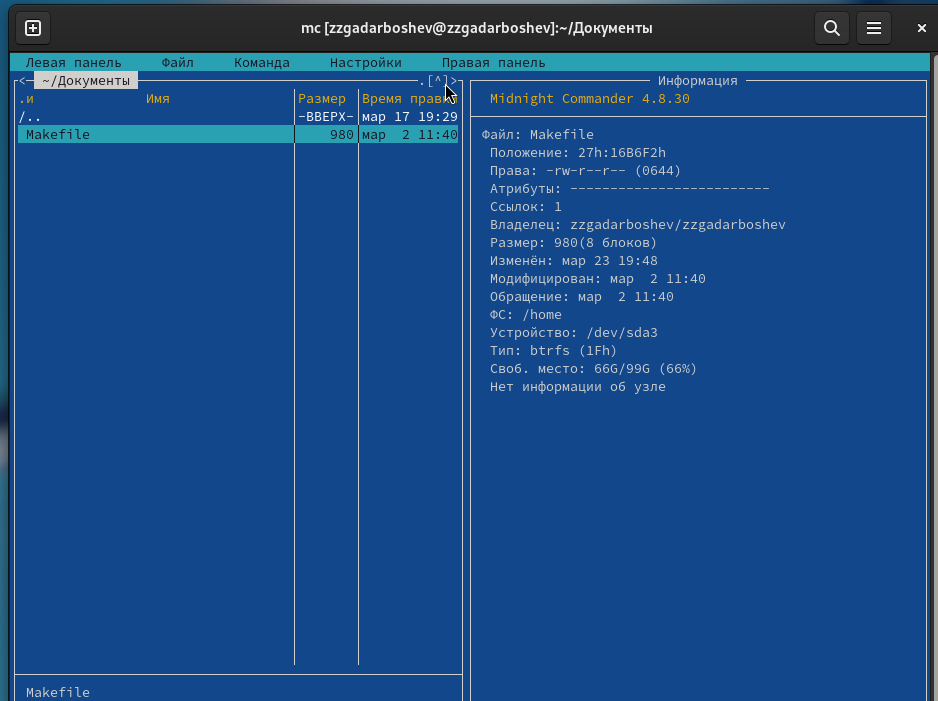 mc [zzgadarboshev@zzgadarboshev]:~/Документы
Левая панель Файл Команда Настройки Правая панель
<- ~/Документы .[^]>
.и Имя Размер Время правки
/.. -ВВЕРХ- мар 17 19:29
Makefile 980 мар 2 11:40
Makefile
Информация
Midnight Commander 4.8.30
Файл: Makefile
Положение: 27h:16B6F2h
Права: -rw-r--r-- (0644)
Атрибуты: -------------------------
Ссылок: 1
Владелец: zzgadarboshev/zzgadarboshev
Размер: 980(8 блоков)
Изменён: мар 23 19:48
Модифицирован: мар 2 11:40
Обращение: мар 2 11:40
ФС: /home
Устройство: /dev/sda3
Тип: btrfs (1Fh)
Своб. место: 66G/99G (66%)
Нет информации об узле